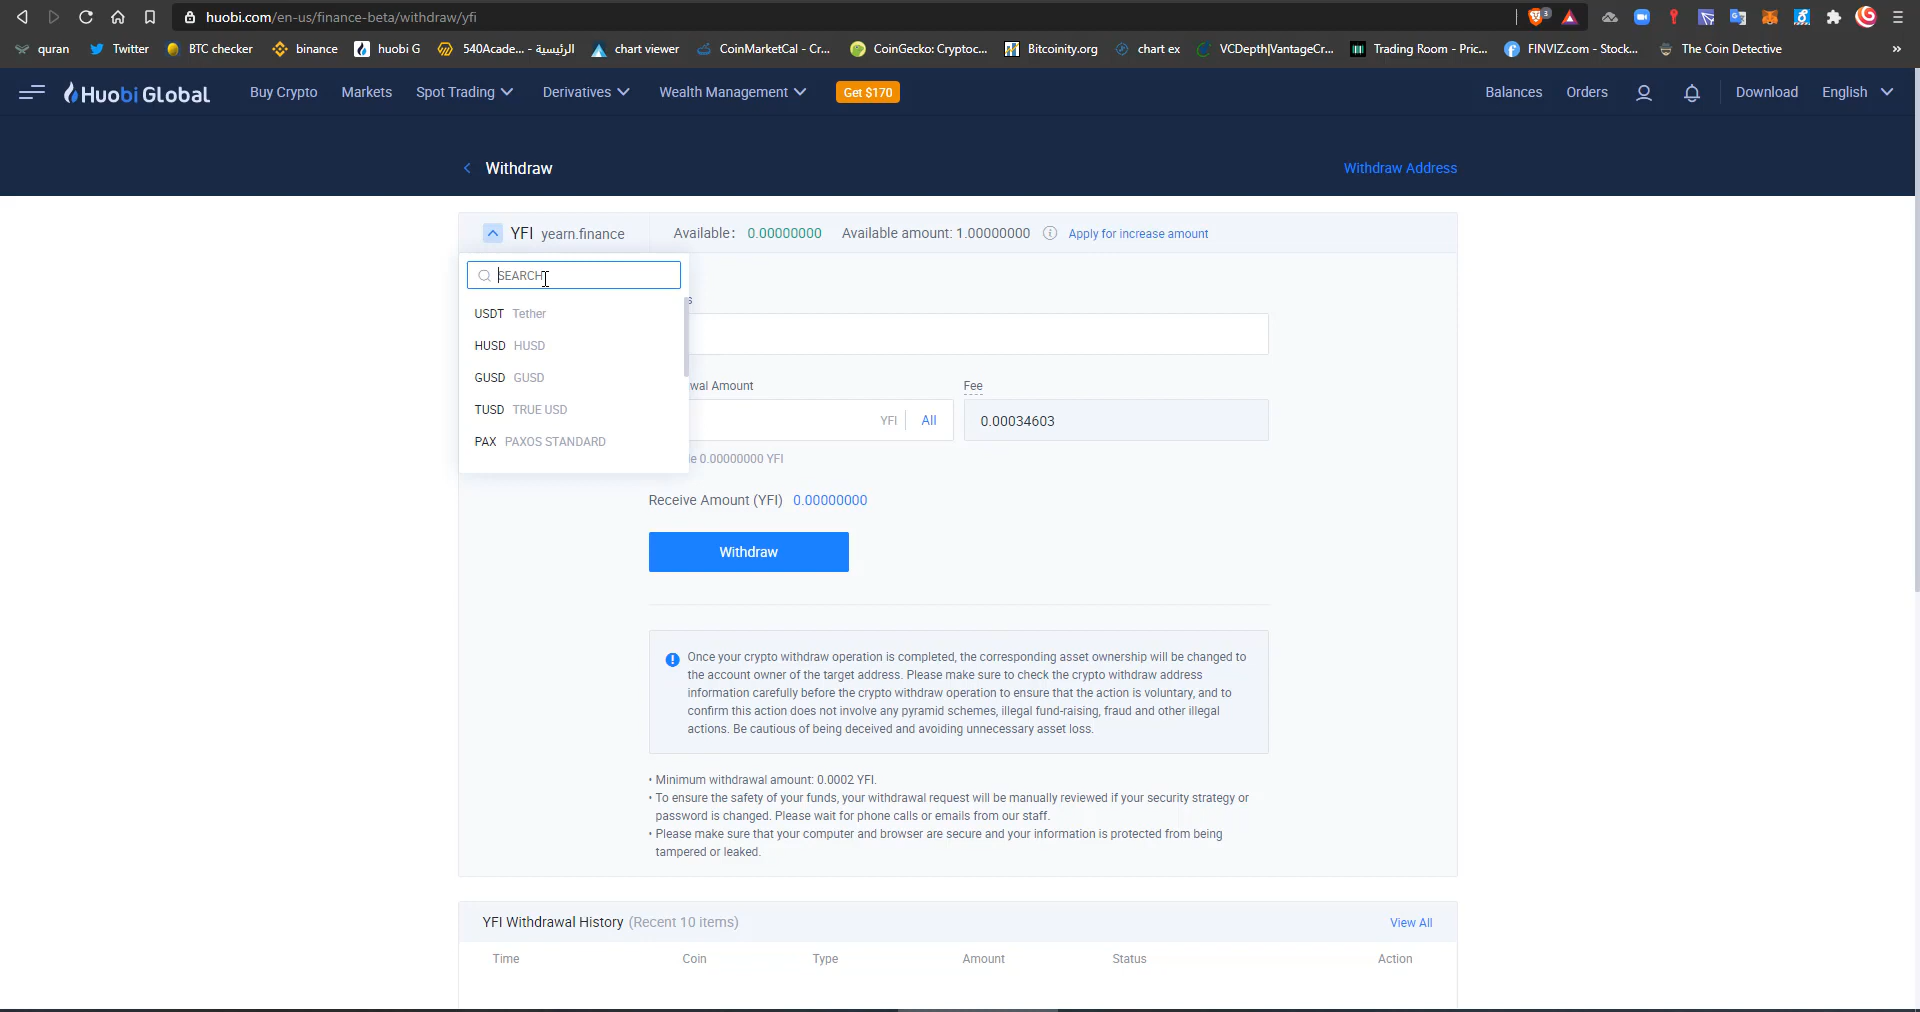 huobi.com/en-us/finance-beta/withdraw/yfi
3
quran
Twitter
BTC checker
binance
huobi G
540Acade... - الرئيسية
chart viewer
CoinMarketCal - Cr...
CoinGecko: Cryptoc...
Bitcoinity.org
chart ex
VCDepth|VantageCr...
Trading Room - Pric...
FINVIZ.com - Stock...
The Coin Detective
»
Huobi Global
Buy Crypto
Markets
Spot Trading
Derivatives
Wealth Management
Get $170
Balances
Orders
Download
English
Withdraw
Withdraw Address
YFI yearn.finance
Available: 0.00000000
Available amount: 1.00000000
Apply for increase amount
SEARCH
USDT Tether
HUSD HUSD
GUSD GUSD
TUSD TRUE USD
PAX PAXOS STANDARD
s
wal Amount
Fee
YFI
All
0.00034603
le 0.00000000 YFI
Receive Amount (YFI) 0.00000000
Withdraw
Once your crypto withdraw operation is completed, the corresponding asset ownership will be changed to
the account owner of the target address. Please make sure to check the crypto withdraw address
information carefully before the crypto withdraw operation to ensure that the action is voluntary, and to
confirm this action does not involve any pyramid schemes, illegal fund-raising, fraud and other illegal
actions. Be cautious of being deceived and avoiding unnecessary asset loss.
• Minimum withdrawal amount: 0.0002 YFI.
• To ensure the safety of your funds, your withdrawal request will be manually reviewed if your security strategy or
password is changed. Please wait for phone calls or emails from our staff.
• Please make sure that your computer and browser are secure and your information is protected from being
tampered or leaked.
YFI Withdrawal History (Recent 10 items)
View All
Time
Coin
Type
Amount
Status
Action